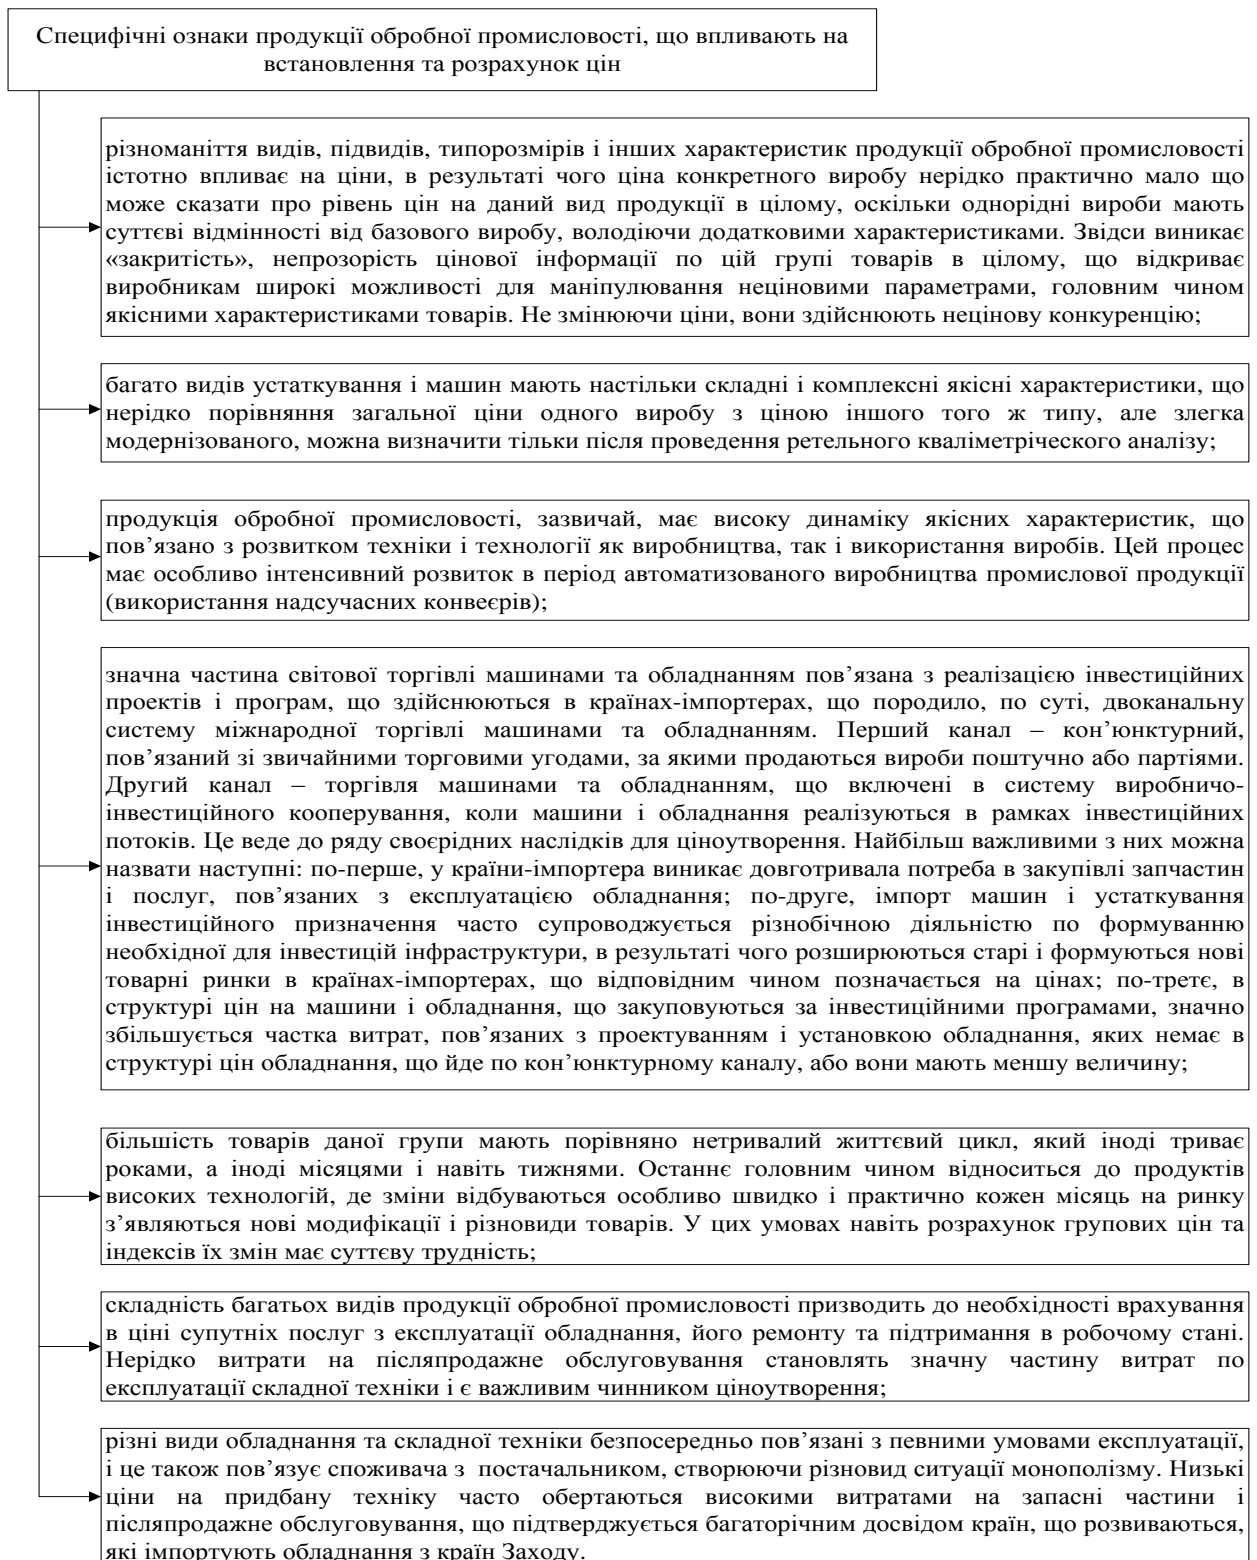 Специфічні ознаки продукції обробної промисловості, що впливають на
встановлення та розрахунок цін
різноманіття видів, підвидів, типорозмірів і інших характеристик продукції обробної промисловості
істотно впливає на ціни, в результаті чого ціна конкретного виробу нерідко практично мало що
може сказати про рівень цін на даний вид продукції в цілому, оскільки однорідні вироби мають
суттєві відмінності від базового виробу, володіючи додатковими характеристиками. Звідси виникає
«закритість», непрозорість цінової інформації по цій групі товарів в цілому, що відкриває
виробникам широкі можливості для маніпулювання неціновими параметрами, головним чином
якісними характеристиками товарів. Не змінюючи ціни, вони здійснюють нецінову конкуренцію;
багато видів устаткування і машин мають настільки складні і комплексні якісні характеристики, що
нерідко порівняння загальної ціни одного виробу з ціною іншого того ж типу, але злегка
модернізованого, можна визначити тільки після проведення ретельного кваліметріческого аналізу;
продукція обробної промисловості, зазвичай, має високу динаміку якісних характеристик, що
пов’язано з розвитком техніки і технології як виробництва, так і використання виробів. Цей процес
має особливо інтенсивний розвиток в період автоматизованого виробництва промислової продукції
(використання надсучасних конвеєрів);
значна частина світової торгівлі машинами та обладнанням пов’язана з реалізацією інвестиційних
проектів і програм, що здійснюються в країнах-імпортерах, що породило, по суті, двоканальну
систему міжнародної торгівлі машинами та обладнанням. Перший канал – кон’юнктурний,
пов’язаний зі звичайними торговими угодами, за якими продаються вироби поштучно або партіями.
Другий канал – торгівля машинами та обладнанням, що включені в систему виробничо-
інвестиційного кооперування, коли машини і обладнання реалізуються в рамках інвестиційних
потоків. Це веде до ряду своєрідних наслідків для ціноутворення. Найбільш важливими з них можна
назвати наступні: по-перше, у країни-імпортера виникає довготривала потреба в закупівлі запчастин
і послуг, пов’язаних з експлуатацією обладнання; по-друге, імпорт машин і устаткування
інвестиційного призначення часто супроводжується різнобічною діяльністю по формуванню
необхідної для інвестицій інфраструктури, в результаті чого розширюються старі і формуються нові
товарні ринки в країнах-імпортерах, що відповідним чином позначається на цінах; по-третє, в
структурі цін на машини і обладнання, що закуповуються за інвестиційними програмами, значно
збільшується частка витрат, пов’язаних з проектуванням і установкою обладнання, яких немає в
структурі цін обладнання, що йде по кон’юнктурному каналу, або вони мають меншу величину;
більшість товарів даної групи мають порівняно нетривалий життєвий цикл, який іноді триває
роками, а іноді місяцями і навіть тижнями. Останнє головним чином відноситься до продуктів
високих технологій, де зміни відбуваються особливо швидко і практично кожен місяць на ринку
з’являються нові модифікації і різновиди товарів. У цих умовах навіть розрахунок групових цін та
індексів їх змін має суттєву трудність;
складність багатьох видів продукції обробної промисловості призводить до необхідності врахування
в ціні супутніх послуг з експлуатації обладнання, його ремонту та підтримання в робочому стані.
Нерідко витрати на післяпродажне обслуговування становлять значну частину витрат по
експлуатації складної техніки і є важливим чинником ціноутворення;
різні види обладнання та складної техніки безпосередньо пов’язані з певними умовами експлуатації,
і це також пов’язує споживача з постачальником, створюючи різновид ситуації монополізму. Низькі
ціни на придбану техніку часто обертаються високими витратами на запасні частини і
післяпродажне обслуговування, що підтверджується багаторічним досвідом країн, що розвиваються,
які імпортують обладнання з країн Заходу.